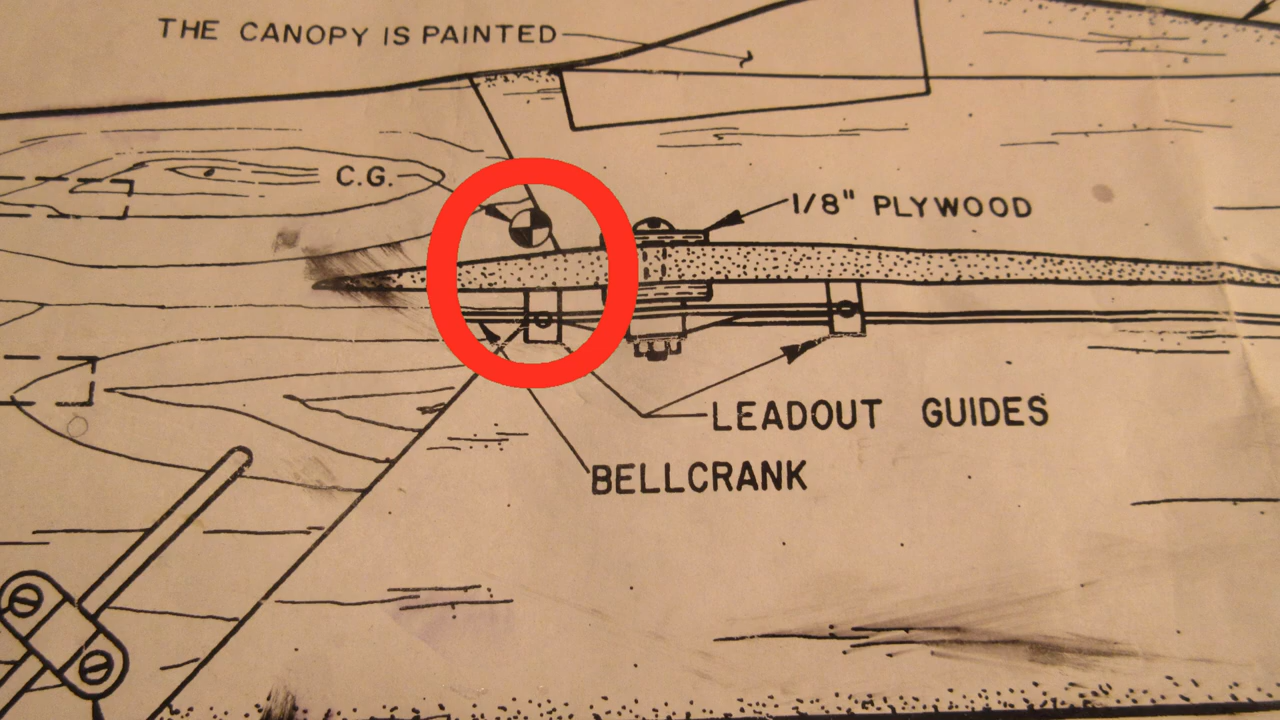 THE CANOPY IS PAINTED
C.G.
1/8" PLYWOOD
LEADOUT GUIDES
BELLCRANK